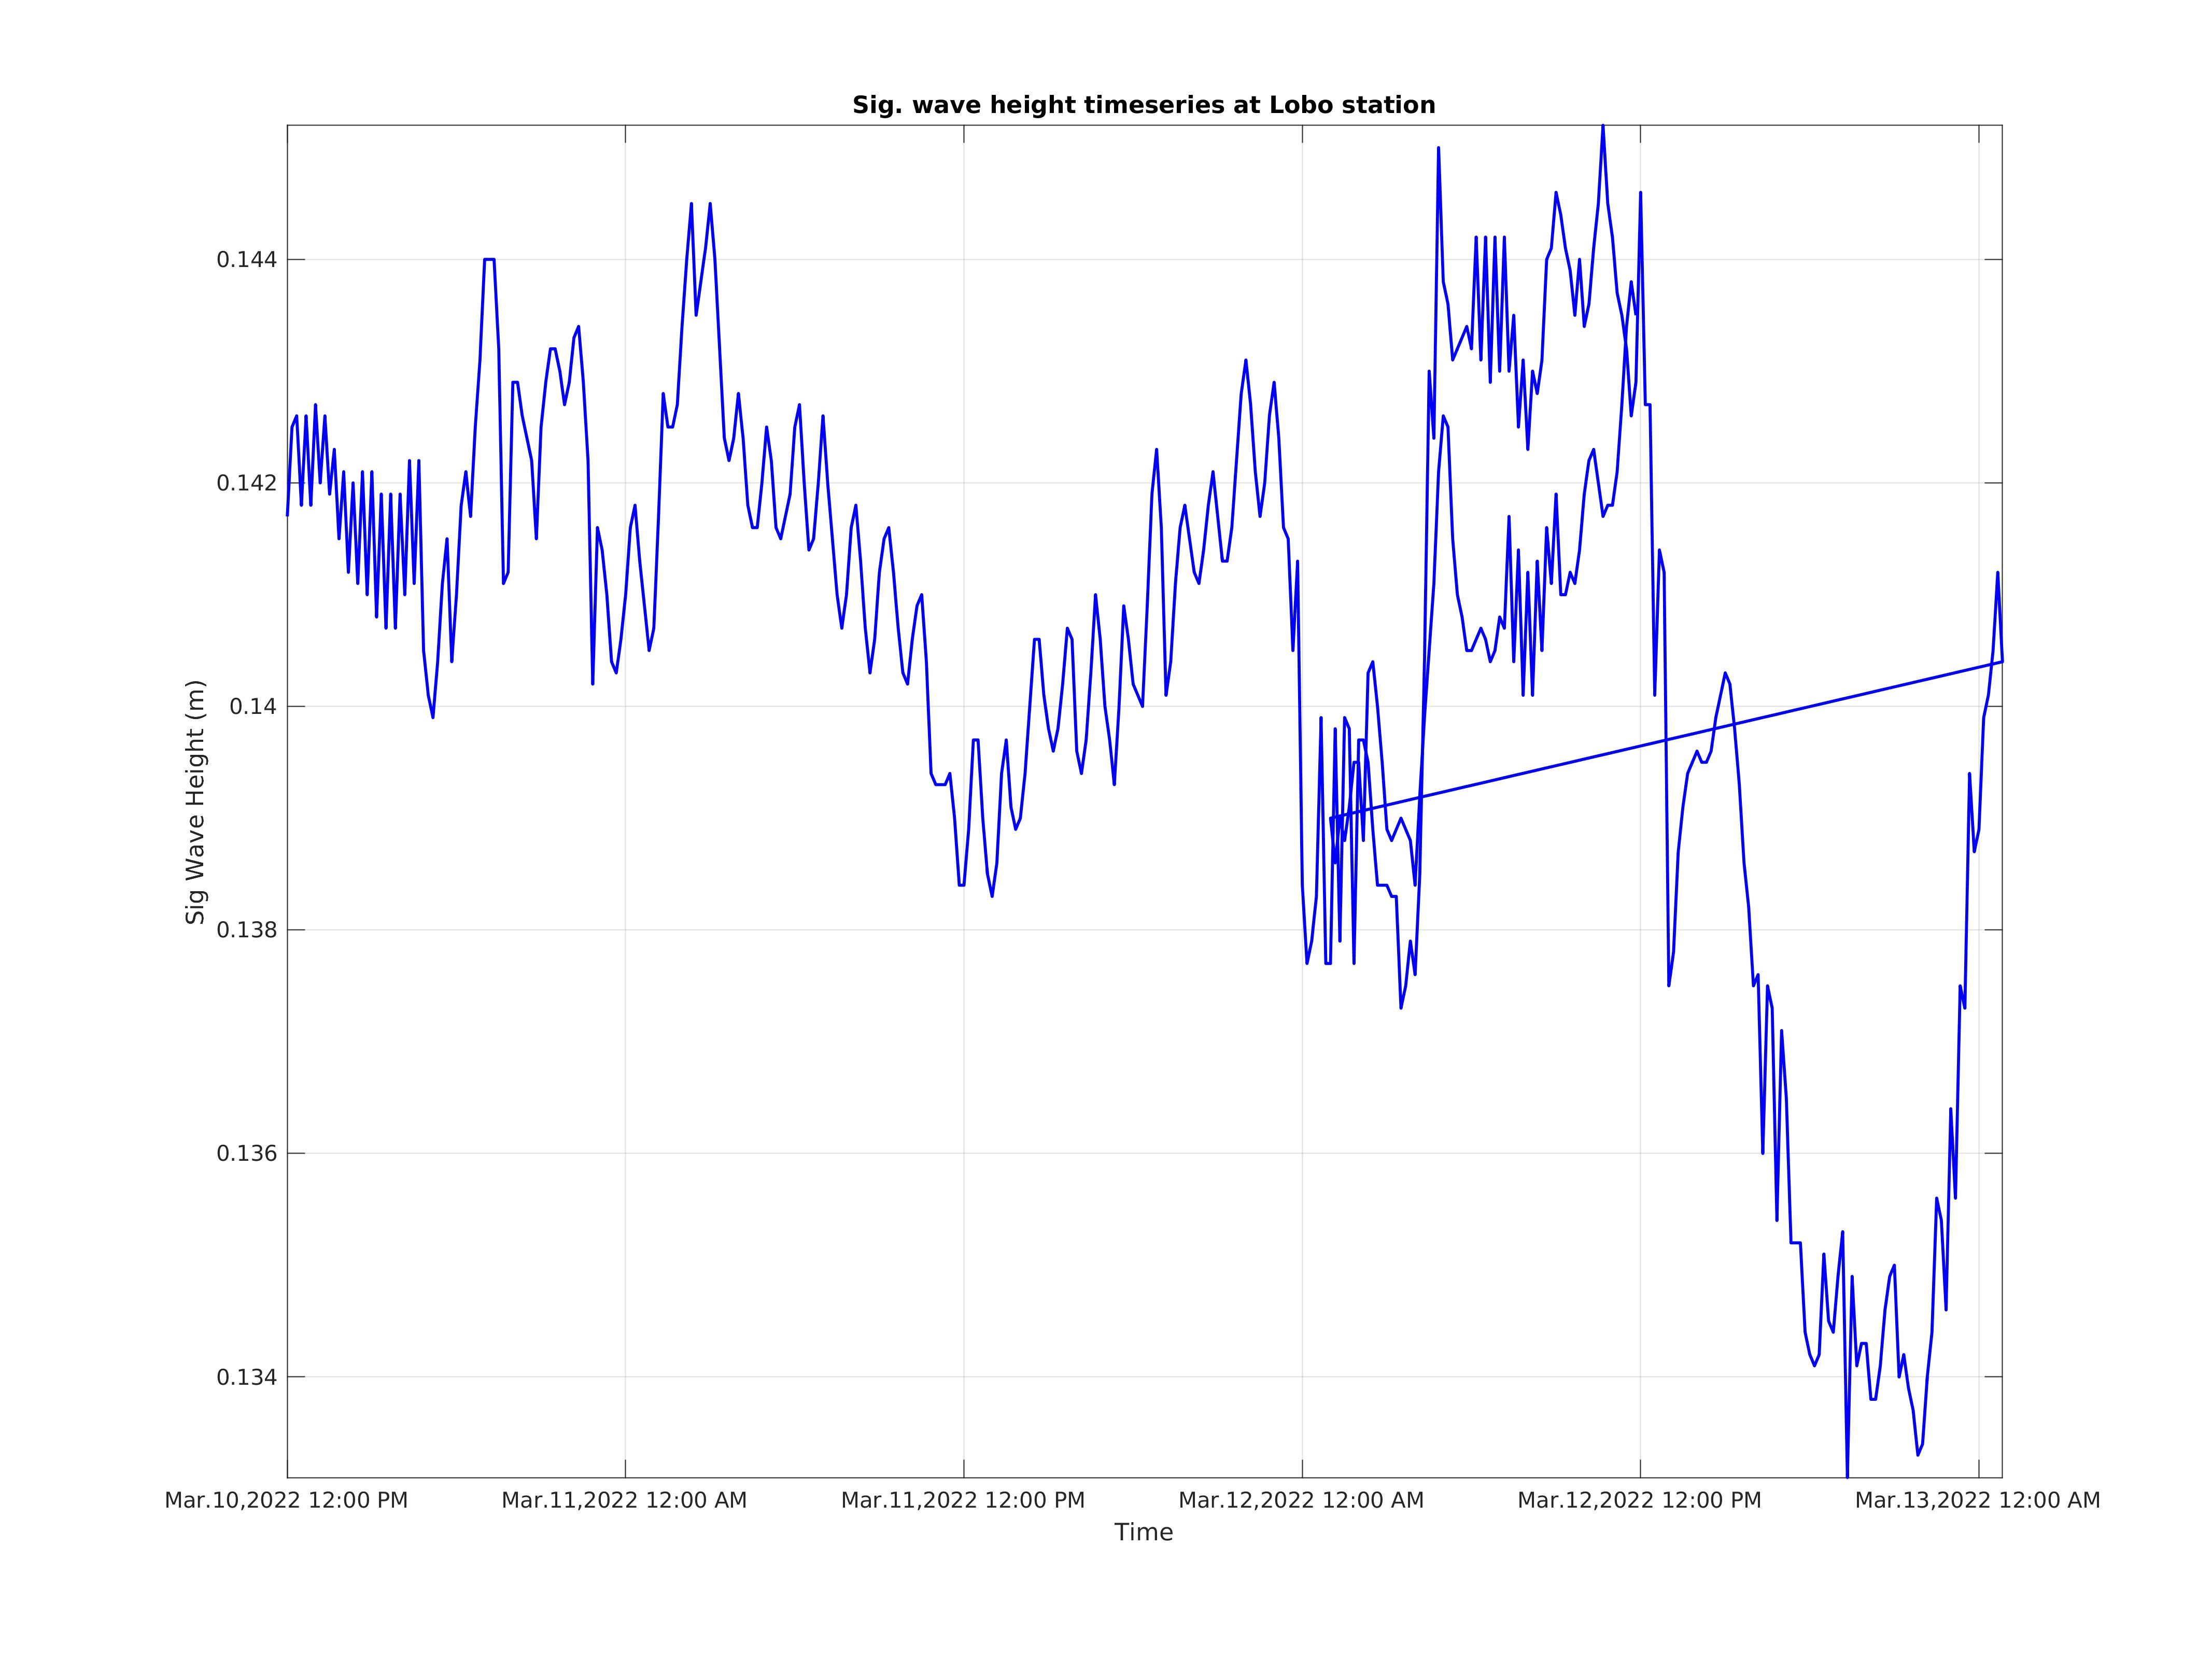 Sig. wave height timeseries at Lobo station
0.144
0.142
0.14
0.138
0.136
0.134
Sig Wave Height (m)
Mar.10,2022 12:00 PM
Mar.11,2022 12:00 AM
Mar.11,2022 12:00 PM
Mar.12,2022 12:00 AM
Mar.12,2022 12:00 PM
Mar.13,2022 12:00 AM
Time